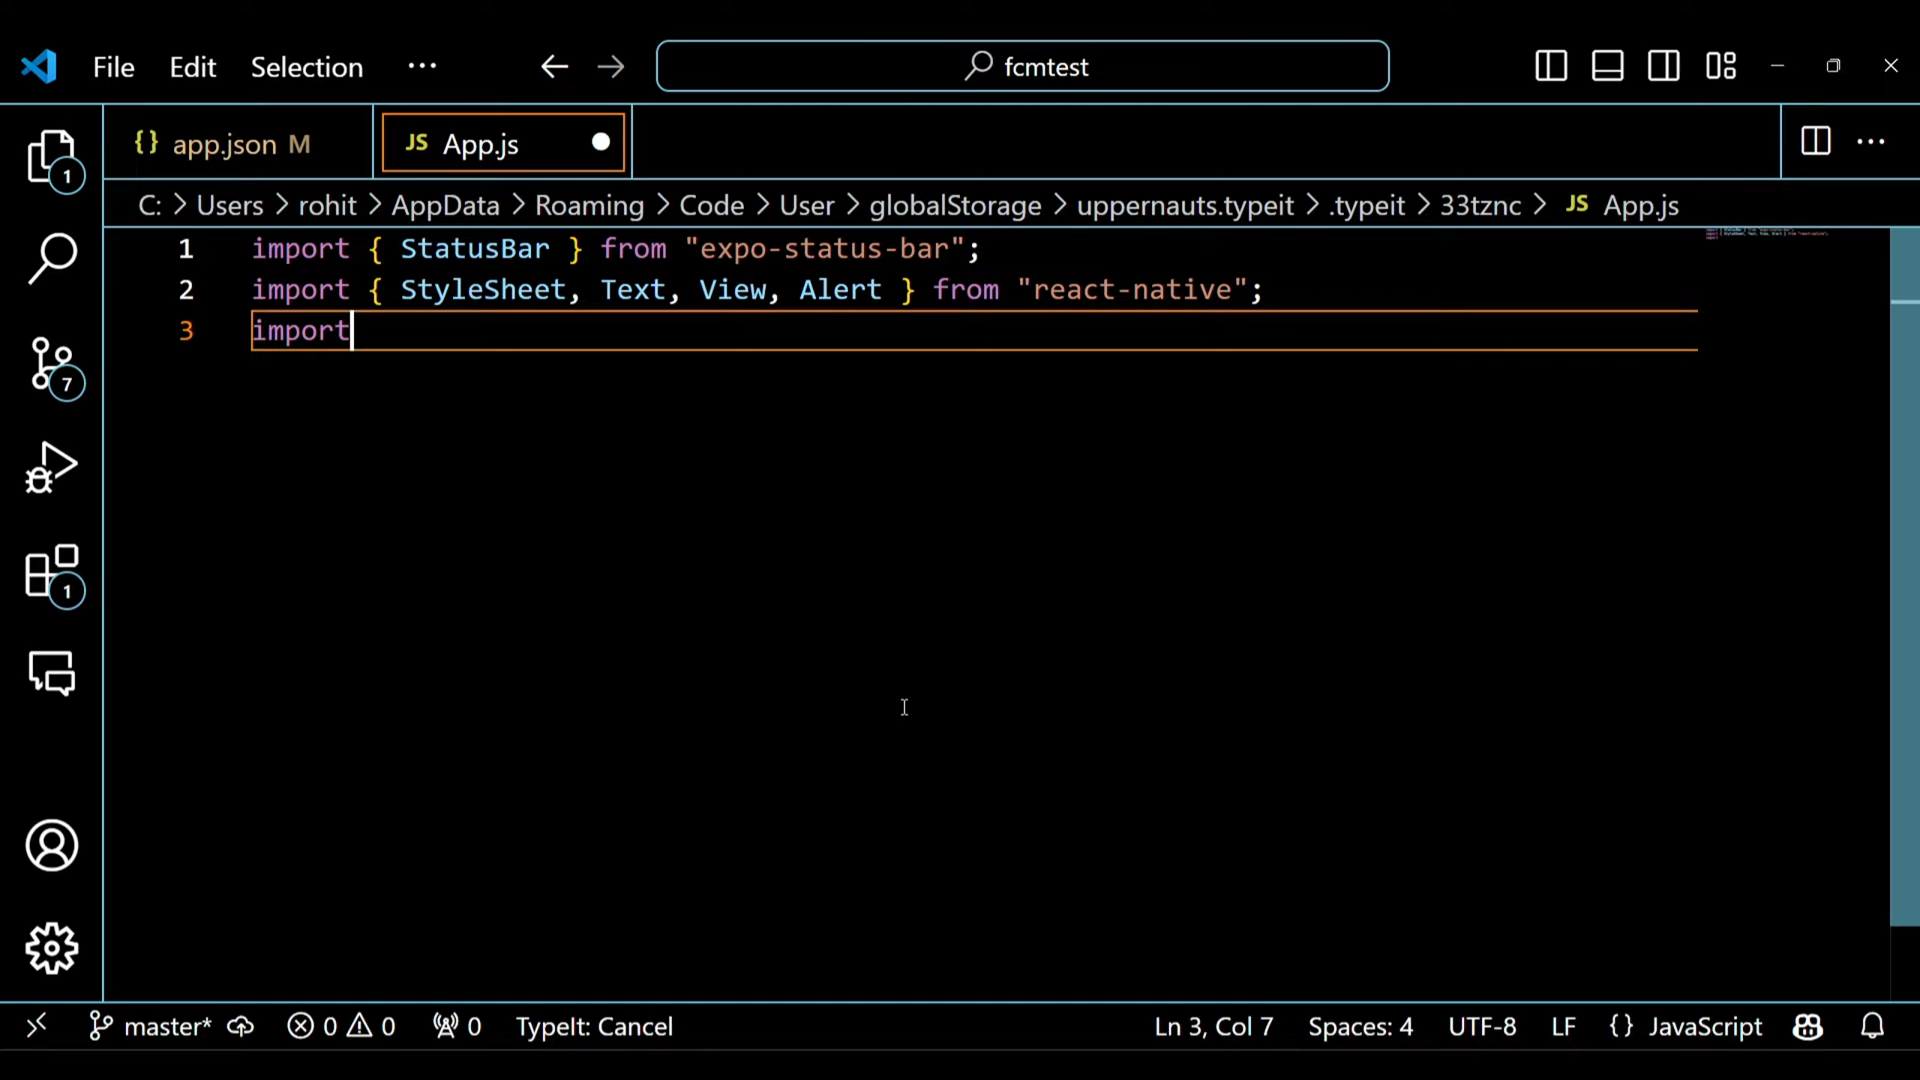 File Edit Selection ··· fcmtest
{} app.json M JS App.js
C: > Users > rohit > AppData > Roaming > Code > User > globalStorage > uppernauts.typeit > .typeit > 33tznc > JS App.js
1 import { StatusBar } from "expo-status-bar";
2 import { StyleSheet, Text, View, Alert } from "react-native";
3 import
1
7
1
master* 0 0 0 TypeIt: Cancel Ln 3, Col 7 Spaces: 4 UTF-8 LF {} JavaScript